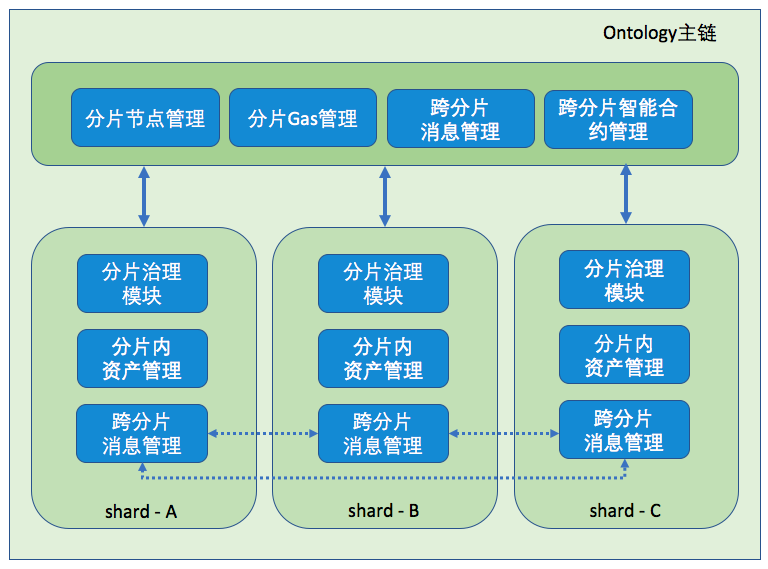 Ontology主链
分片节点管理
分片Gas管理
跨分片
消息管理
跨分片智能合
约管理
分片治理
模块
分片内
资产管理
跨分片
消息管理
shard - A
分片治理
模块
分片内
资产管理
跨分片
消息管理
shard - B
分片治理
模块
分片内
资产管理
跨分片
消息管理
shard - C